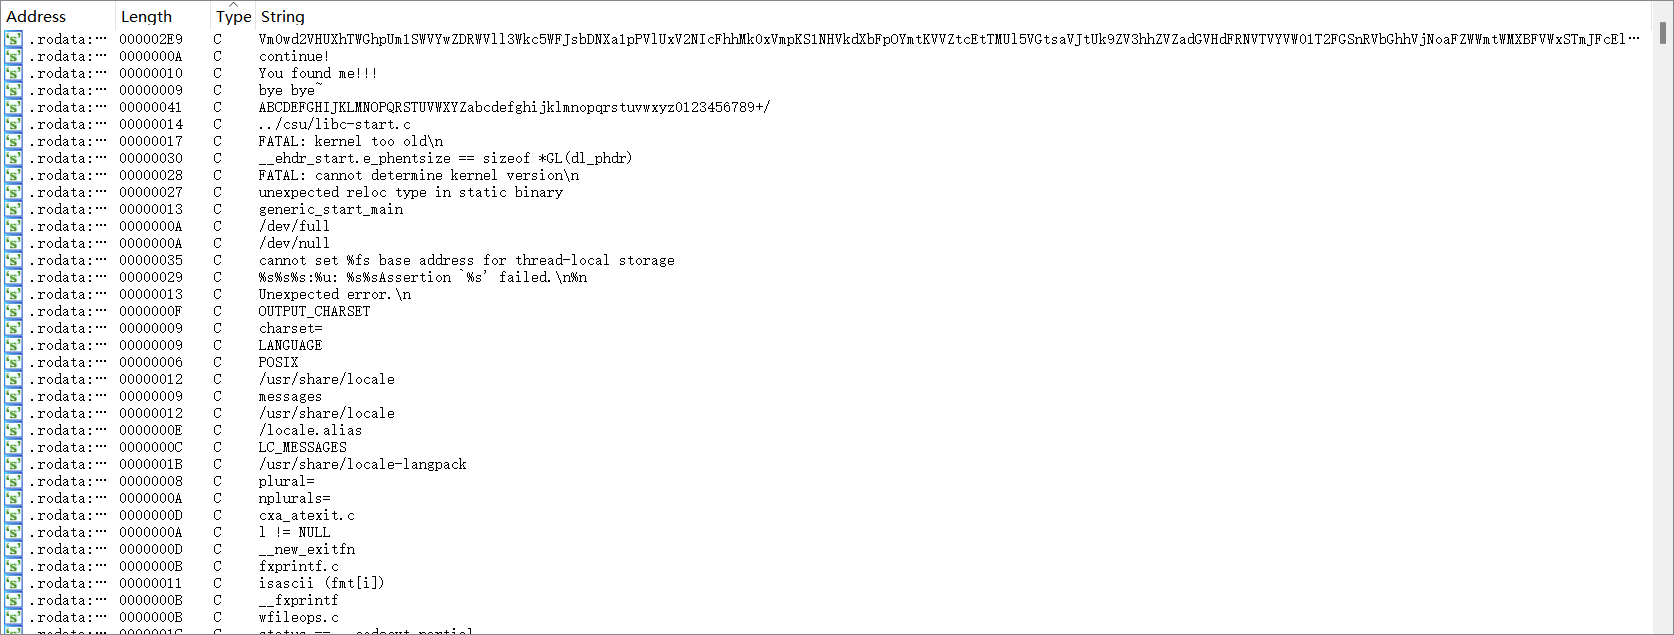 Address Length Type String
.rodata:… 000002E9 C
.rodata:… 0000000A C continue!
.rodata:… 00000010 C You found me!!!
.rodata:… 00000009 C bye bye~
.rodata:… 00000041 C ABCDEFGHIJKLMNOPQRSTUVWXYZabcdefghijklmnopqrstuvwxyz0123456789+/
.rodata:… 00000014 C ../csu/libc-start.c
.rodata:… 00000017 C FATAL: kernel too old\n
.rodata:… 00000030 C __ehdr_start.e_phentsize == sizeof *GL(dl_phdr)
.rodata:… 00000028 C FATAL: cannot determine kernel version\n
.rodata:… 00000027 C unexpected reloc type in static binary
.rodata:… 00000013 C generic_start_main
.rodata:… 0000000A C /dev/full
.rodata:… 0000000A C /dev/null
.rodata:… 00000035 C cannot set %fs base address for thread-local storage
.rodata:… 00000029 C %s%s%s:%u: %s%sAssertion `%s' failed.\n%n
.rodata:… 00000013 C Unexpected error.\n
.rodata:… 0000000F C OUTPUT_CHARSET
.rodata:… 00000009 C charset=
.rodata:… 00000009 C LANGUAGE
.rodata:… 00000006 C POSIX
.rodata:… 00000012 C /usr/share/locale
.rodata:… 00000009 C messages
.rodata:… 00000012 C /usr/share/locale
.rodata:… 0000000E C /locale.alias
.rodata:… 0000000C C LC_MESSAGES
.rodata:… 0000001B C /usr/share/locale-langpack
.rodata:… 00000008 C plural=
.rodata:… 0000000A C nplurals=
.rodata:… 0000000D C cxa_atexit.c
.rodata:… 0000000A C l != NULL
.rodata:… 0000000D C __new_exitfn
.rodata:… 0000000B C fxprintf.c
.rodata:… 00000011 C isascii (fmt[i])
.rodata:… 0000000B C __fxprintf
.rodata:… 0000000B C wfileops.c